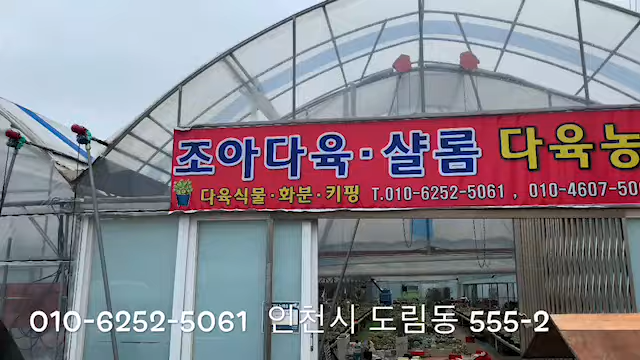 조아다육·샬롬 다육농
다육식물·화분·키핑 T.010-6252-5061, 010-4607-50
010-6252-5061 인천시 도림동 555-2